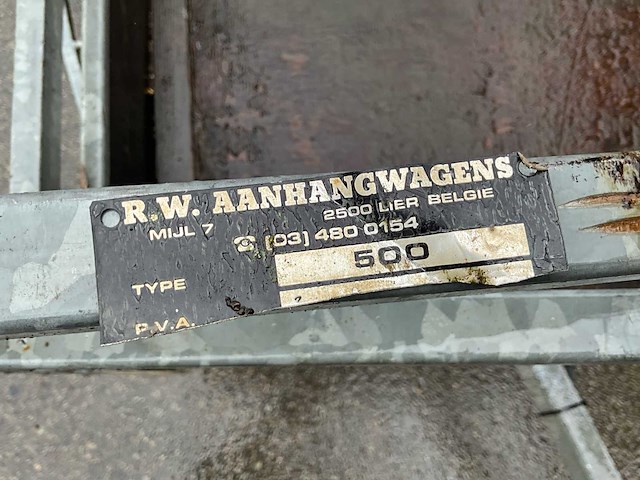 R.W. AANHANGWAGENS
MIJL 7 2500 LIER BELGIE
☎ (03) 480 0154
TYPE 500
P.V.A.